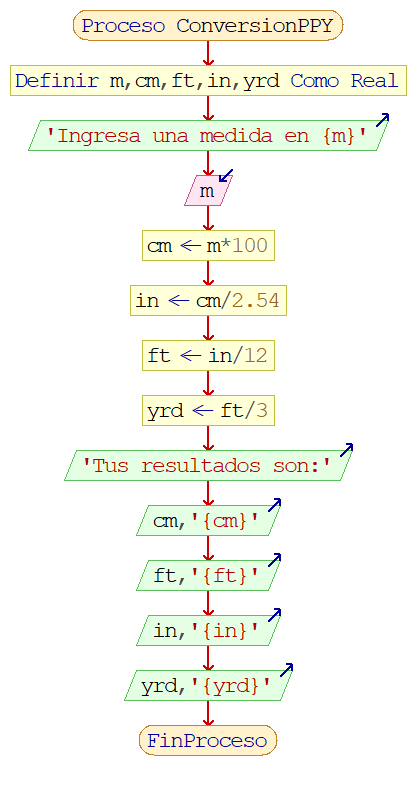 Proceso ConversionPPY
Definir m,cm,ft,in,yrd Como Real
'Ingresa una medida en {m}'
m
cm ← m*100
in ← cm/2.54
ft ← in/12
yrd ← ft/3
'Tus resultados son:'
cm,'{cm}'
ft,'{ft}'
in,'{in}'
yrd,'{yrd}'
FinProceso